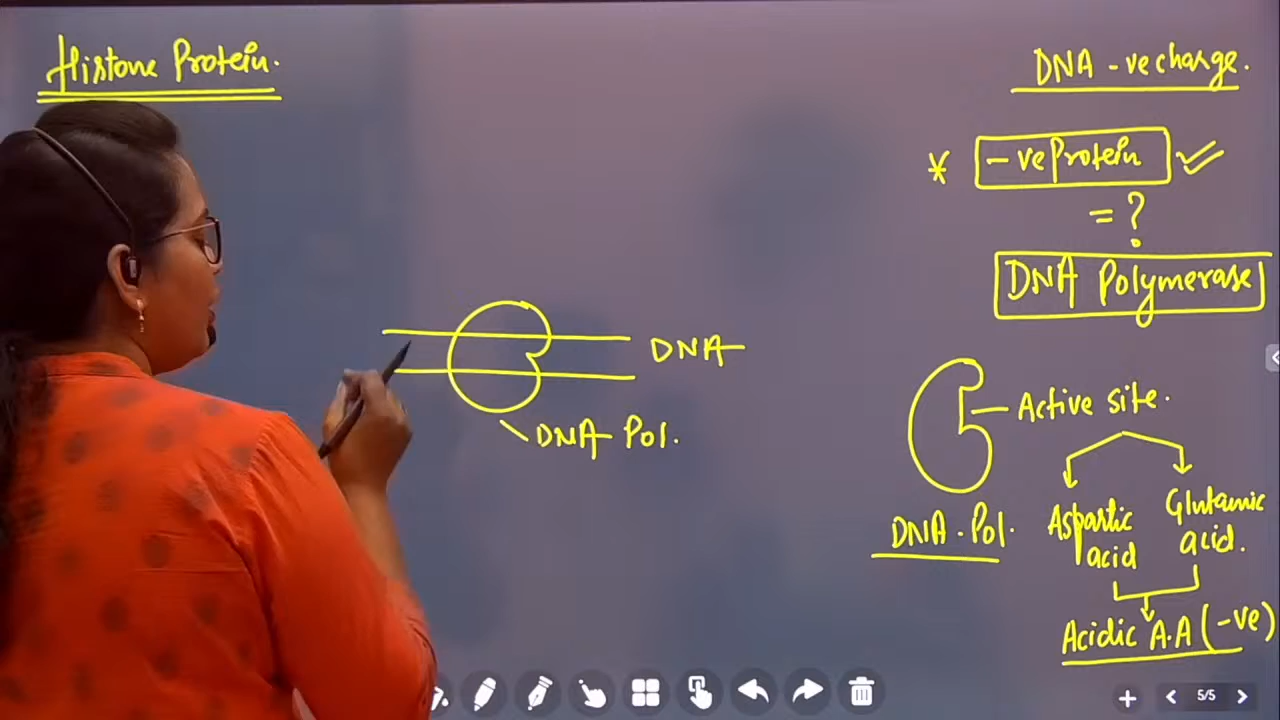 Histone Protein.
DNA -ve charge.
* -ve Protein
= ?
DNA Polymerase
DNA
DNA Pol.
Active site.
DNA. Pol.
Aspartic acid
Glutamic acid.
Acidic A.A (-ve)
5/5